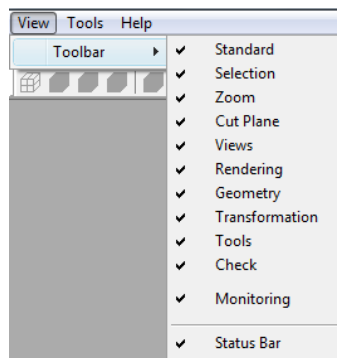 View Tools Help
Toolbar
Standard
Selection
Zoom
Cut Plane
Views
Rendering
Geometry
Transformation
Tools
Check
Monitoring
Status Bar